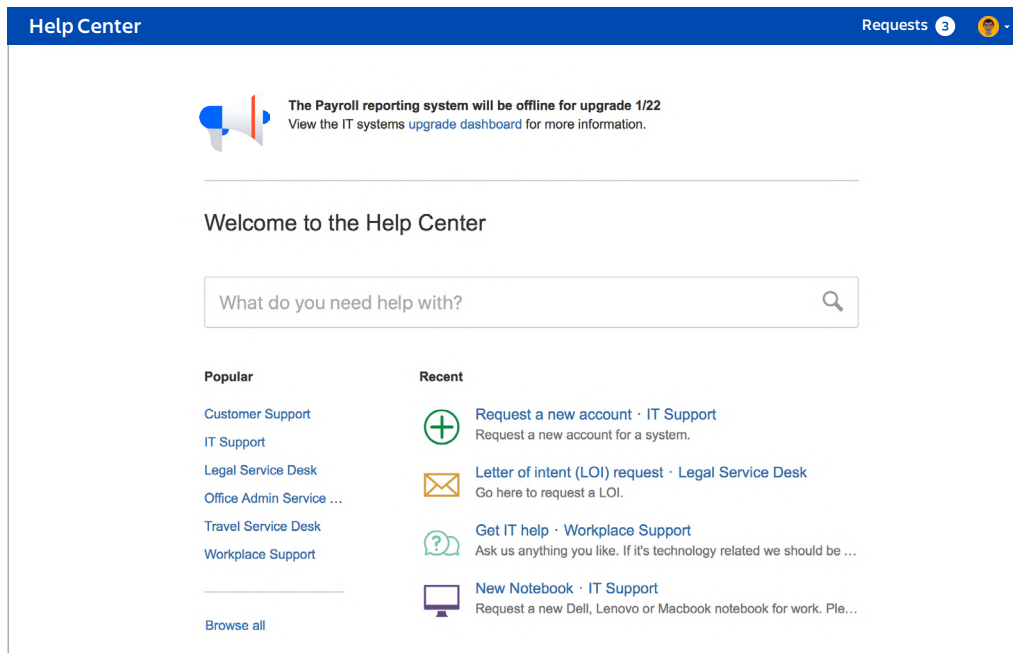 Help Center
Requests 3
The Payroll reporting system will be offline for upgrade 1/22
View the IT systems upgrade dashboard for more information.
Welcome to the Help Center
What do you need help with?
Popular
Customer Support
IT Support
Legal Service Desk
Office Admin Service ...
Travel Service Desk
Workplace Support
Browse all
Recent
Request a new account · IT Support
Request a new account for a system.
Letter of intent (LOI) request · Legal Service Desk
Go here to request a LOI.
Get IT help · Workplace Support
Ask us anything you like. If it's technology related we should be ...
New Notebook · IT Support
Request a new Dell, Lenovo or Macbook notebook for work. Ple...